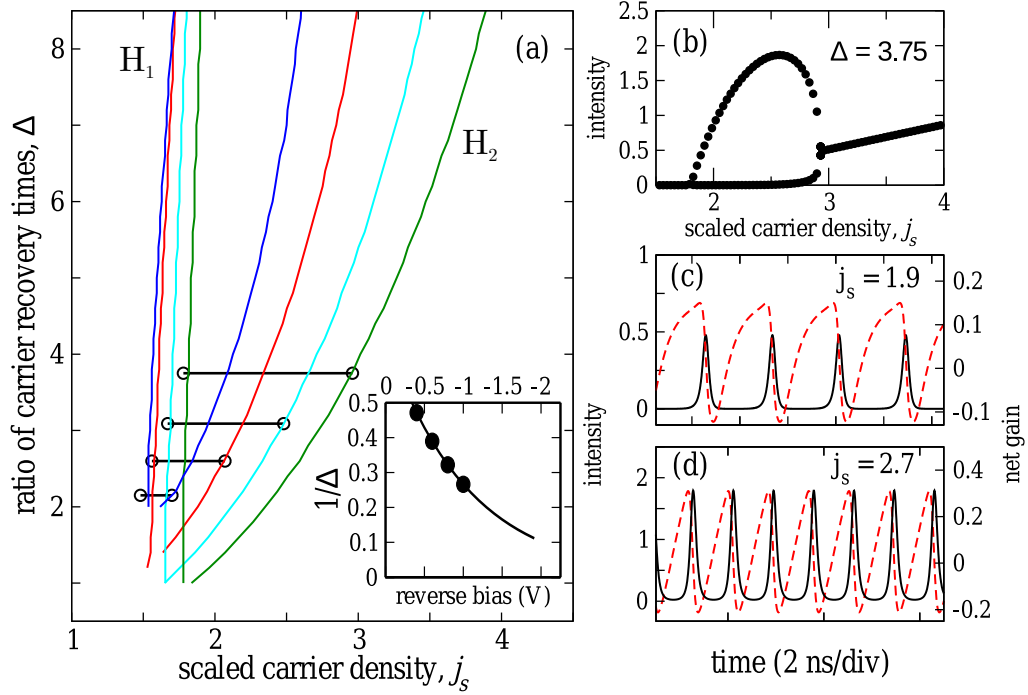 (a)
H1
H2
8
6
4
2
ratio of carrier recovery times, Δ
1 2 3 4
scaled carrier density, js
0 -0.5 -1 -1.5 -2
0.5
0.4
0.3
0.2
0.1
0
1/Δ
reverse bias (V)
(b)
Δ = 3.75
2.5
2
1.5
1
0.5
0
intensity
2 3 4
scaled carrier density, js
(c)
js = 1.9
1
0.5
0
0.2
0.1
0
-0.1
(d)
js = 2.7
2
1
0
0.4
0.2
0
-0.2
intensity
net gain
time (2 ns/div)